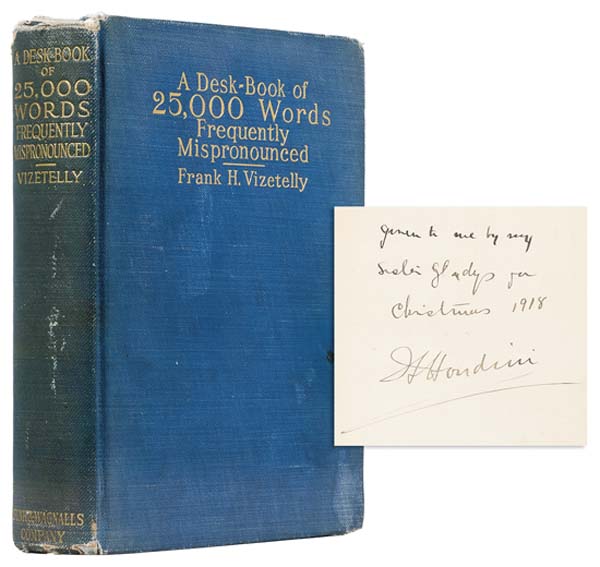 A DESK-BOOK
OF
25,000
WORDS
FREQUENTLY
MISPRONOUNCED
VIZETELLY
FUNK & WAGNALLS
COMPANY
A Desk-Book of
25,000 Words
Frequently
Mispronounced
Frank H. Vizetelly
given to me by my
sister Gladys for
Christmas 1918
H Houdini